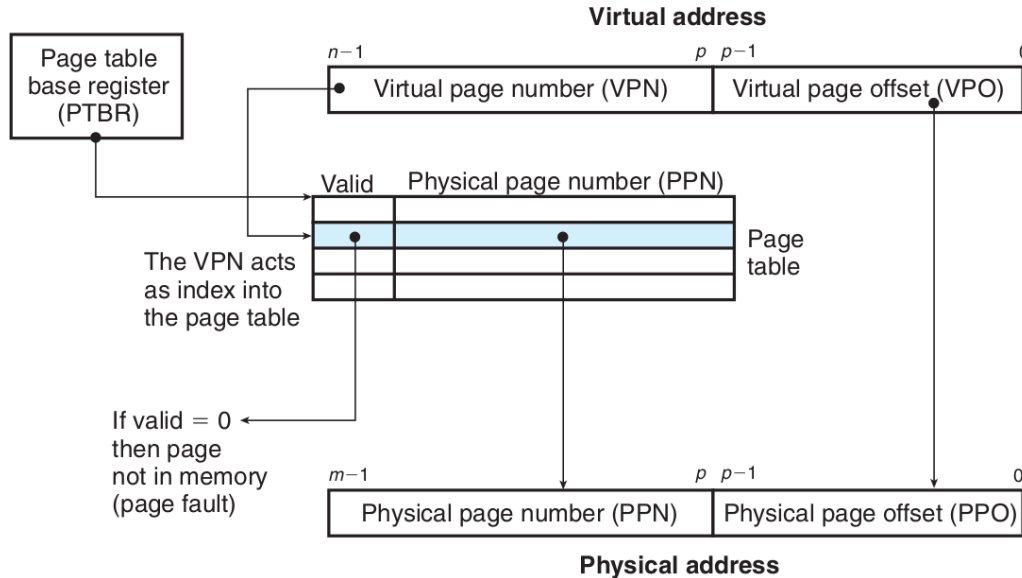 Virtual address
Page table
base register
(PTBR)
n−1
p
p−1
0
Virtual page number (VPN)
Virtual page offset (VPO)
Valid
Physical page number (PPN)
Page
table
The VPN acts
as index into
the page table
If valid = 0
then page
not in memory
(page fault)
m−1
p
p−1
0
Physical page number (PPN)
Physical page offset (PPO)
Physical address